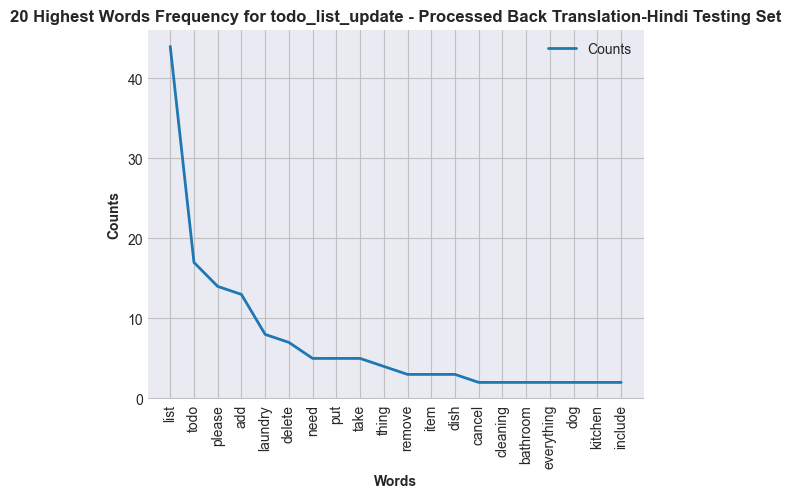 20 Highest Words Frequency for todo_list_update - Processed Back Translation-Hindi Testing Set
Counts
40
30
20
10
0
Counts
list
todo
please
add
laundry
delete
need
put
take
thing
remove
item
dish
cancel
cleaning
bathroom
everything
dog
kitchen
include
Words